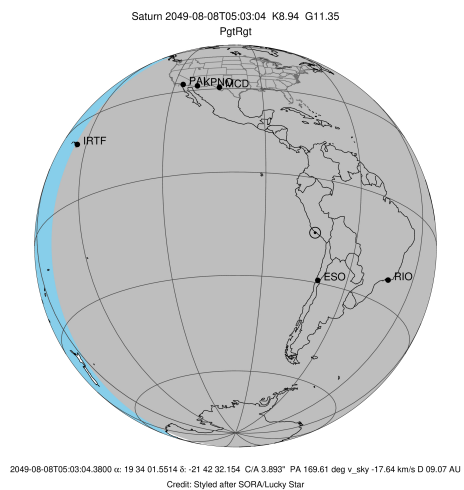 Saturn 2049-08-08T05:03:04 K8.94 G11.35
PgtRgt
PAL
KPNO
MCD
IRTF
ESO
RIO
2049-08-08T05:03:04.3800 α: 19 34 01.5514 δ: -21 42 32.154 C/A 3.893" PA 169.61 deg v_sky -17.64 km/s D 09.07 AU
Credit: Styled after SORA/Lucky Star